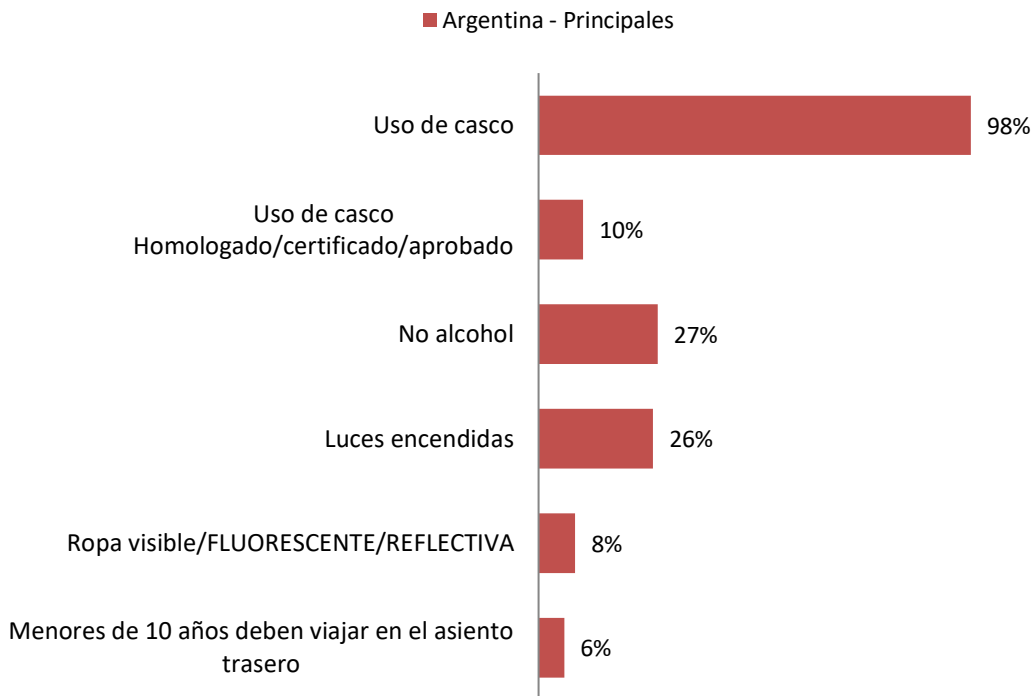 Argentina - Principales
Uso de casco
98%
Uso de casco
Homologado/certificado/aprobado
10%
No alcohol
27%
Luces encendidas
26%
Ropa visible/FLUORESCENTE/REFLECTIVA
8%
Menores de 10 años deben viajar en el asiento
trasero
6%